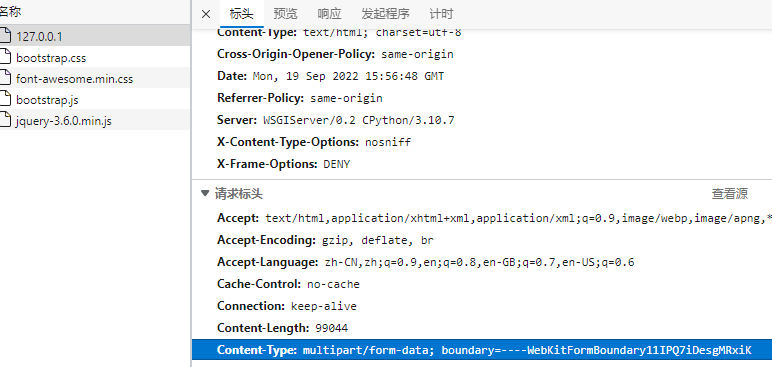 名称
127.0.0.1
bootstrap.css
font-awesome.min.css
bootstrap.js
jquery-3.6.0.min.js
标头 预览 响应 发起程序 计时
Content-Type: text/html; charset=utf-8
Cross-Origin-Opener-Policy: same-origin
Date: Mon, 19 Sep 2022 15:56:48 GMT
Referrer-Policy: same-origin
Server: WSGIServer/0.2 CPython/3.10.7
X-Content-Type-Options: nosniff
X-Frame-Options: DENY
请求标头 查看源
Accept: text/html,application/xhtml+xml,application/xml;q=0.9,image/webp,image/apng,*
Accept-Encoding: gzip, deflate, br
Accept-Language: zh-CN,zh;q=0.9,en;q=0.8,en-GB;q=0.7,en-US;q=0.6
Cache-Control: no-cache
Connection: keep-alive
Content-Length: 99044
Content-Type: multipart/form-data; boundary=----WebKitFormBoundary11IPQ7iDesgMRxiK